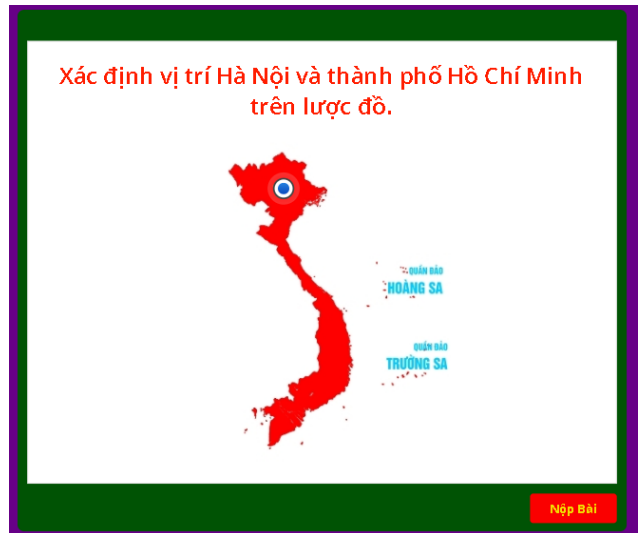 Xác định vị trí Hà Nội và thành phố Hồ Chí Minh
trên lược đồ.
QUẦN ĐẢO
HOÀNG SA
QUẦN ĐẢO
TRƯỜNG SA
Nộp Bài